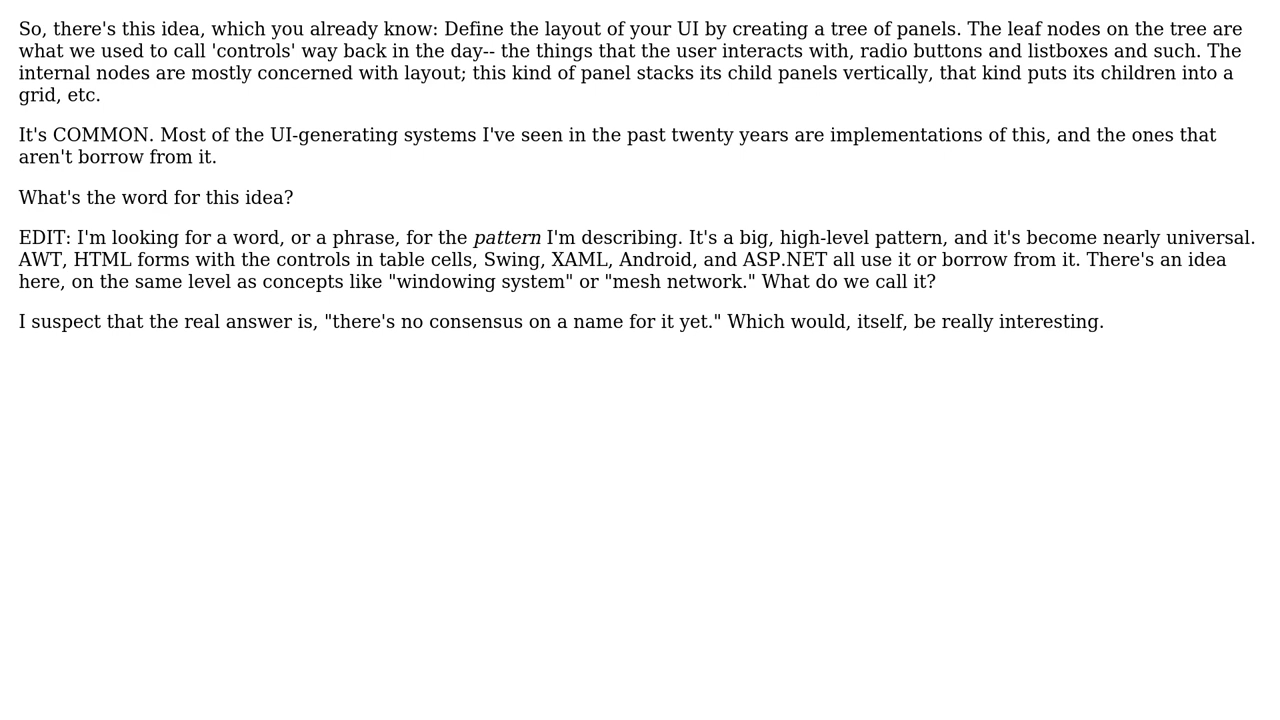 So, there's this idea, which you already know: Define the layout of your UI by creating a tree of panels. The leaf nodes on the tree are
what we used to call 'controls' way back in the day-- the things that the user interacts with, radio buttons and listboxes and such. The
internal nodes are mostly concerned with layout; this kind of panel stacks its child panels vertically, that kind puts its children into a
grid, etc.
It's COMMON. Most of the UI-generating systems I've seen in the past twenty years are implementations of this, and the ones that
aren't borrow from it.
What's the word for this idea?
EDIT: I'm looking for a word, or a phrase, for the pattern I'm describing. It's a big, high-level pattern, and it's become nearly universal.
AWT, HTML forms with the controls in table cells, Swing, XAML, Android, and ASP.NET all use it or borrow from it. There's an idea
here, on the same level as concepts like "windowing system" or "mesh network." What do we call it?
I suspect that the real answer is, "there's no consensus on a name for it yet." Which would, itself, be really interesting.